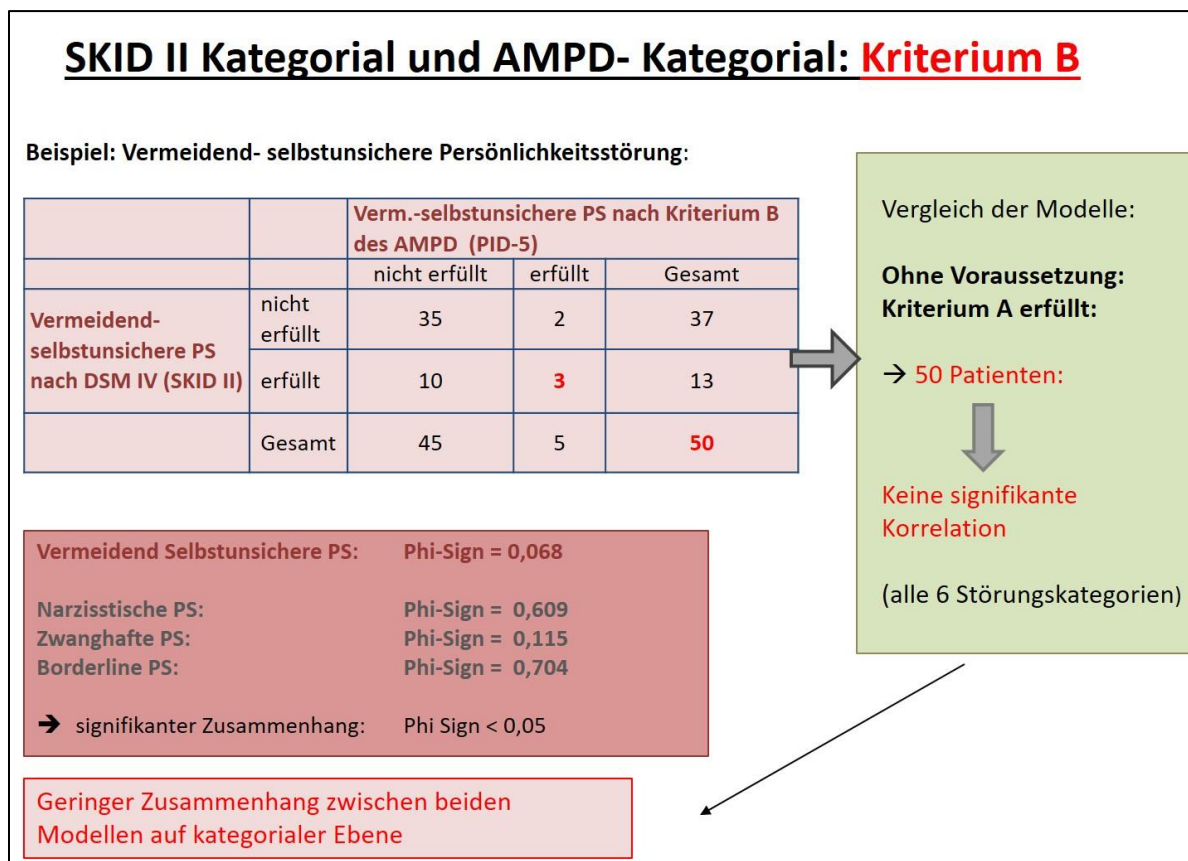 SKID II Kategorial und AMPD- Kategorial: Kriterium B
Beispiel: Vermeidend- selbstunsichere Persönlichkeitsstörung:
Verm.-selbstunsichere PS nach Kriterium B
des AMPD (PID-5)
nicht erfüllt erfüllt Gesamt
Vermeidend-
selbstunsichere PS
nach DSM IV (SKID II)
nicht
erfüllt
35 2 37
erfüllt 10 3 13
Gesamt 45 5 50
Vergleich der Modelle:
Ohne Voraussetzung:
Kriterium A erfüllt:
→ 50 Patienten:
Keine signifikante
Korrelation
(alle 6 Störungskategorien)
Vermeidend Selbstunsichere PS: Phi-Sign = 0,068
Narzisstische PS: Phi-Sign = 0,609
Zwanghafte PS: Phi-Sign = 0,115
Borderline PS: Phi-Sign = 0,704
→ signifikanter Zusammenhang: Phi Sign < 0,05
Geringer Zusammenhang zwischen beiden
Modellen auf kategorialer Ebene